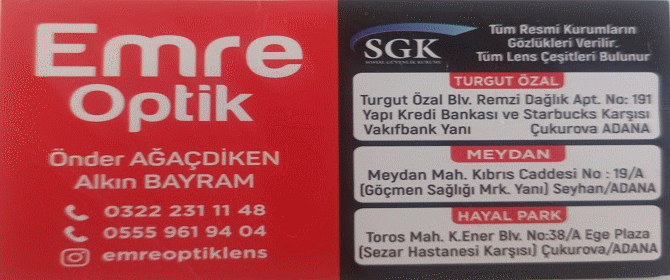 Emre
Optik
Önder AĞAÇDİKEN
Alkın BAYRAM
0322 231 11 48
0555 961 94 04
emreoptiklens
SGK
SOSYAL GÜVENLİK KURUMU
Tüm Resmi Kurumların
Gözlükleri Verilir.
Tüm Lens Çeşitleri Bulunur
TURGUT ÖZAL
Turgut Özal Blv. Remzi Dağlık Apt. No: 191
Yapı Kredi Bankası ve Starbucks Karşısı
Vakıfbank Yanı Çukurova ADANA
MEYDAN
Meydan Mah. Kıbrıs Caddesi No : 19/A
(Göçmen Sağlığı Mrk. Yanı) Seyhan/ADANA
HAYAL PARK
Toros Mah. K.Ener Blv. No:38/A Ege Plaza
(Sezar Hastanesi Karşısı) Çukurova/ADANA